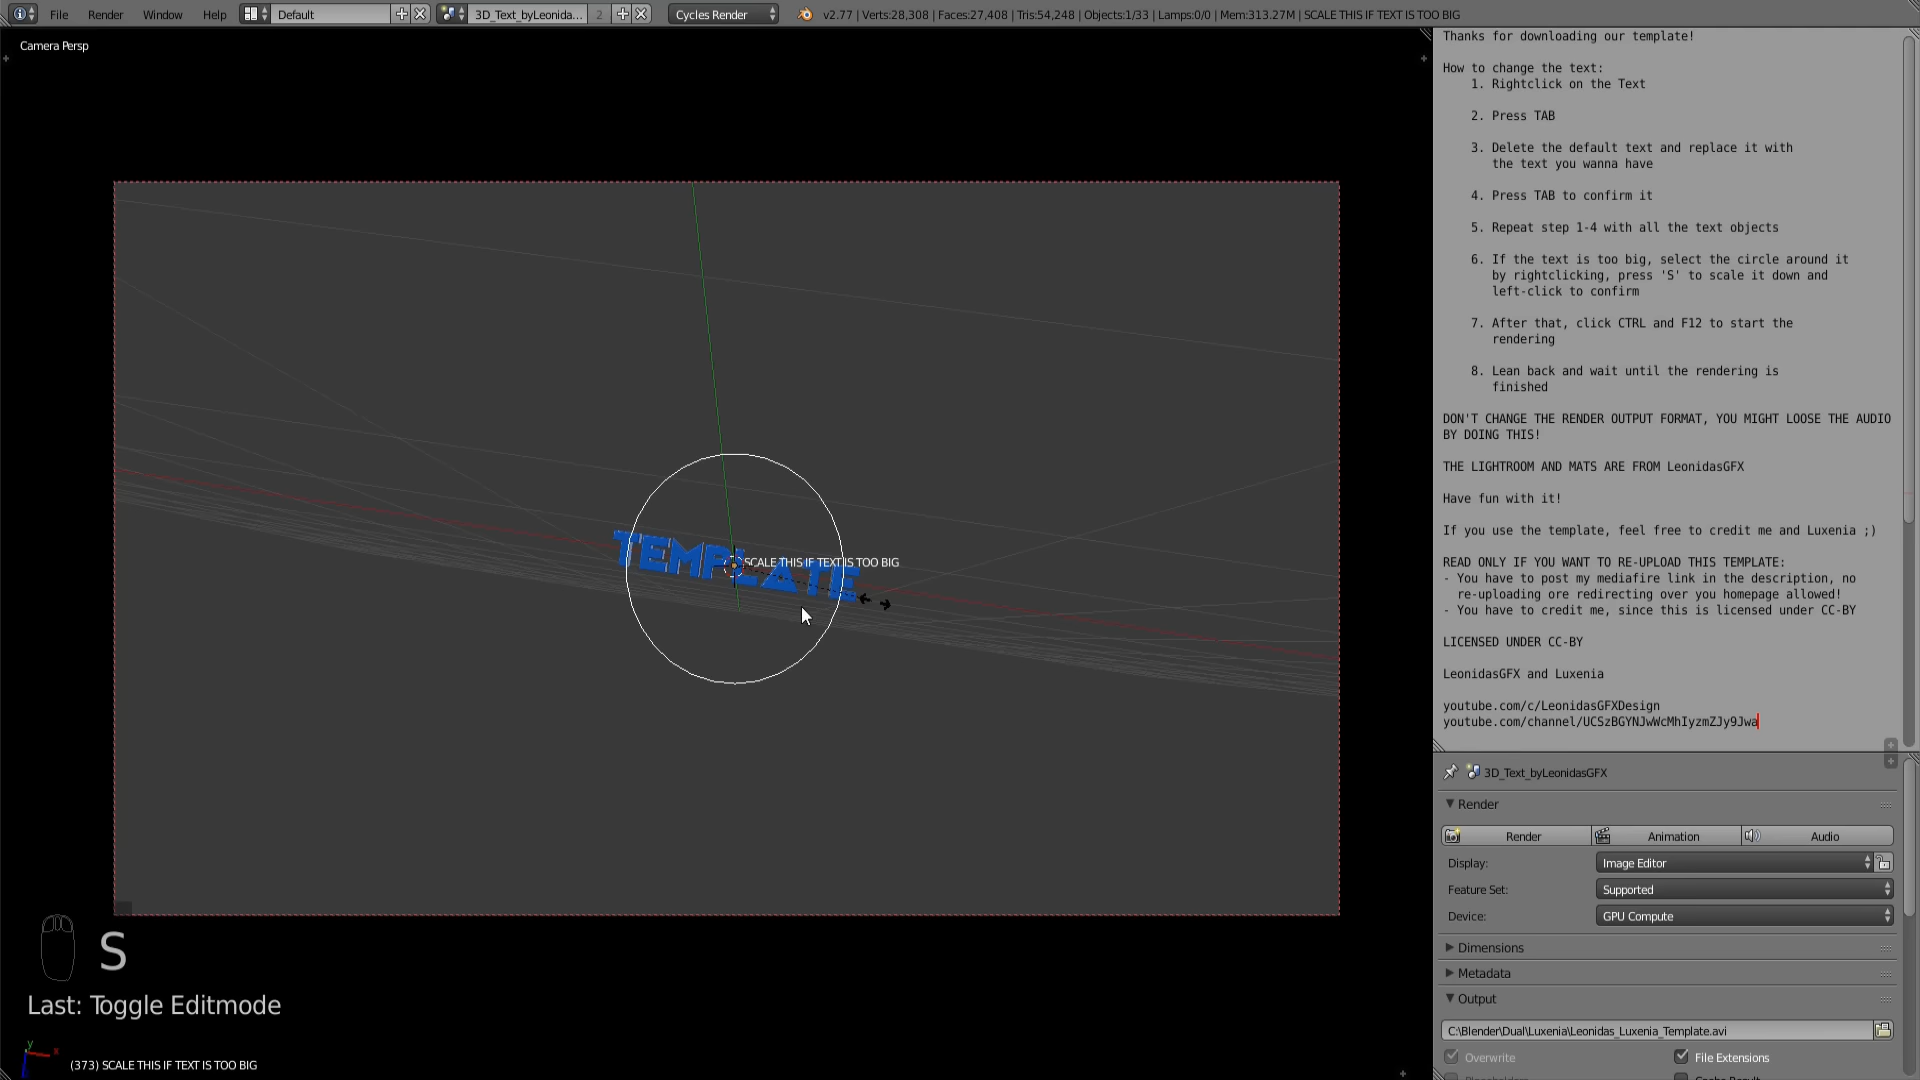 File Render Window Help Default 3D_Text_byLeonida... 2 Cycles Render v2.77 | Verts:28,308 | Faces:27,408 | Tris:54,248 | Objects:1/33 | Lamps:0/0 | Mem:313.27M | SCALE THIS IF TEXT IS TOO BIG
Camera Persp
TEMPLATE
SCALE THIS IF TEXT IS TOO BIG
S
Last: Toggle Editmode
y
x
(373) SCALE THIS IF TEXT IS TOO BIG
Thanks for downloading our template!
How to change the text:
1. Rightclick on the Text
2. Press TAB
3. Delete the default text and replace it with
the text you wanna have
4. Press TAB to confirm it
5. Repeat step 1-4 with all the text objects
6. If the text is too big, select the circle around it
by rightclicking, press 'S' to scale it down and
left-click to confirm
7. After that, click CTRL and F12 to start the
rendering
8. Lean back and wait until the rendering is
finished
DON'T CHANGE THE RENDER OUTPUT FORMAT, YOU MIGHT LOOSE THE AUDIO
BY DOING THIS!
THE LIGHTROOM AND MATS ARE FROM LeonidasGFX
Have fun with it!
If you use the template, feel free to credit me and Luxenia ;)
READ ONLY IF YOU WANT TO RE-UPLOAD THIS TEMPLATE:
- You have to post my mediafire link in the description, no
re-uploading ore redirecting over you homepage allowed!
- You have to credit me, since this is licensed under CC-BY
LICENSED UNDER CC-BY
LeonidasGFX and Luxenia
youtube.com/c/LeonidasGFXDesign
youtube.com/channel/UCSzBGYNJwWcMhIyzmZJy9Jwa
3D_Text_byLeonidasGFX
Render
Render Animation Audio
Display: Image Editor
Feature Set: Supported
Device: GPU Compute
Dimensions
Metadata
Output
C:\Blender\Dual\Luxenia\Leonidas_Luxenia_Template.avi
Overwrite File Extensions